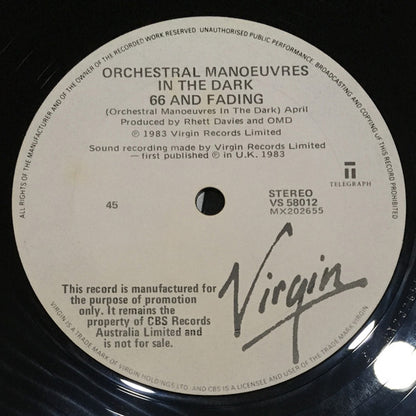 ALL RIGHTS OF THE MANUFACTURER AND OF THE OWNER OF THE RECORDED WORK RESERVED. UNAUTHORISED PUBLIC PERFORMANCE, BROADCASTING AND COPYING OF THIS RECORD PROHIBITED
ORCHESTRAL MANOEUVRES
IN THE DARK
66 AND FADING
(Orchestral Manoeuvres In The Dark) April
Produced by Rhett Davies and OMD
℗ 1983 Virgin Records Limited
Sound recording made by Virgin Records Limited
—first published ℗ in U.K. 1983
TELEGRAPH
45
STEREO
VS 58012
MX202655
This record is manufactured for
the purpose of promotion
only. It remains the
property of CBS Records
Australia Limited and
is not for sale.
Virgin
VIRGIN IS A TRADE MARK OF VIRGIN HOLDINGS LTD. AND CBS IS A LICENSEE AND USER OF THE TRADE MARK VIRGIN